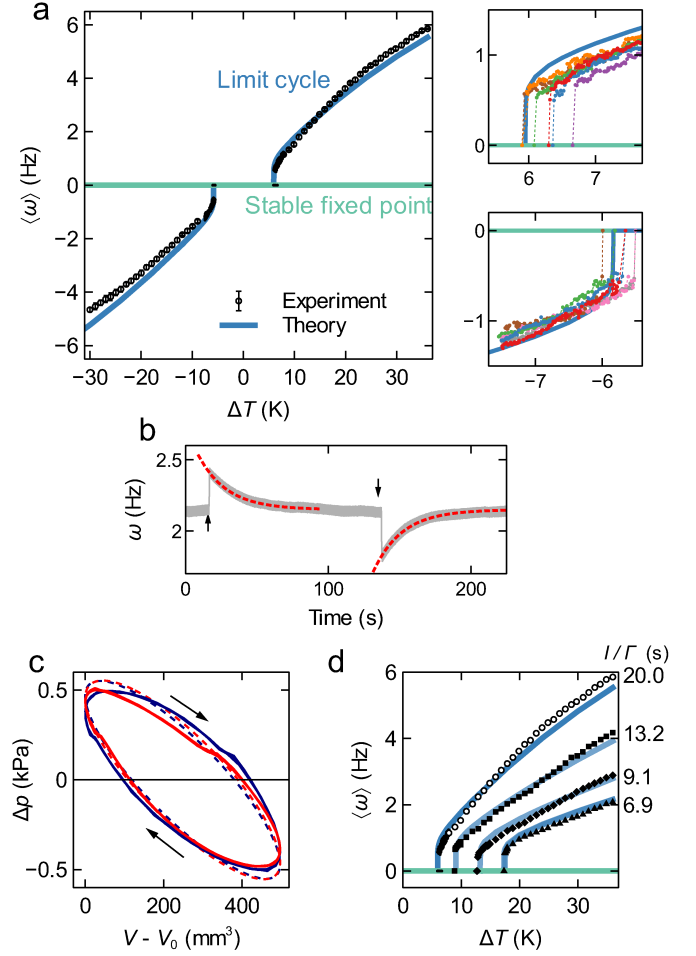 a
6
4
2
0
−2
−4
−6
⟨ω⟩ (Hz)
Limit cycle
Stable fixed point
Experiment
Theory
−30 −20 −10 0 10 20 30
ΔT (K)
1
0
6 7
0
−1
−7 −6
b
2.5
2
ω (Hz)
0 100 200
Time (s)
c
0.5
0
−0.5
Δp (kPa)
0 200 400
V - V0 (mm³)
d
I / Γ (s)
6
4
2
0
⟨ω⟩ (Hz)
20.0
13.2
9.1
6.9
0 10 20 30
ΔT (K)